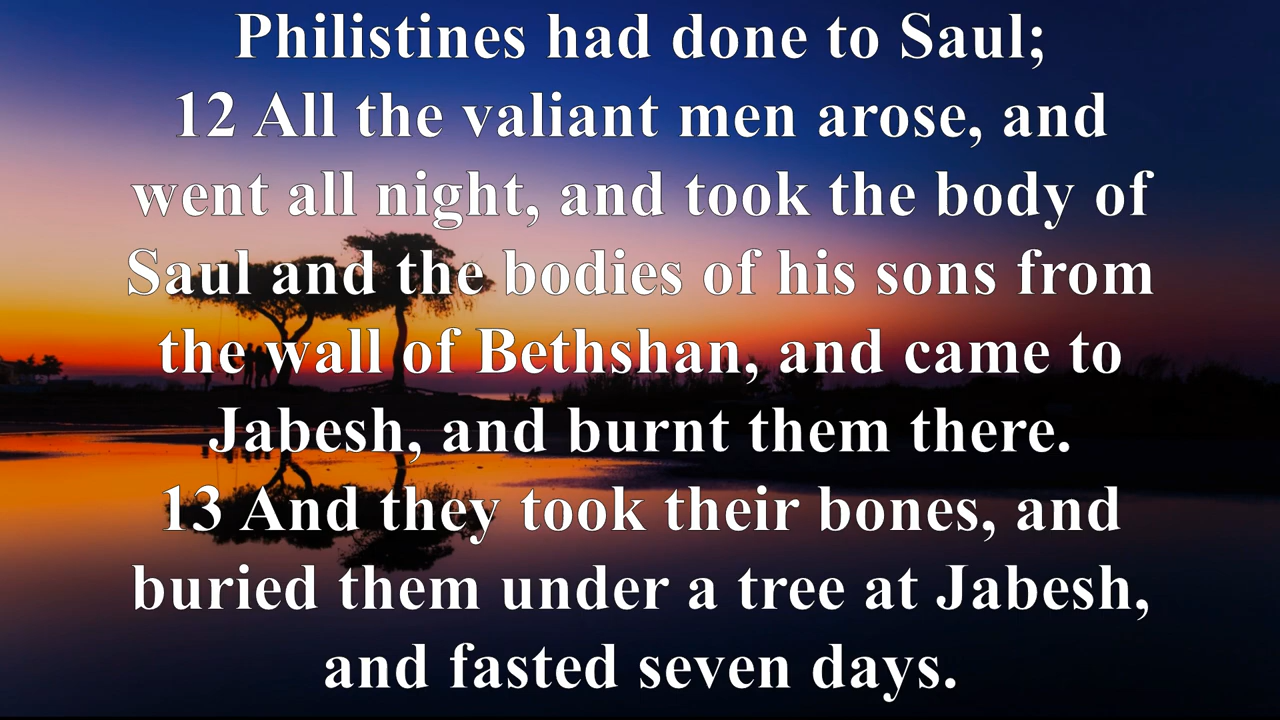 Philistines had done to Saul;
12 All the valiant men arose, and
went all night, and took the body of
Saul and the bodies of his sons from
the wall of Bethshan, and came to
Jabesh, and burnt them there.
13 And they took their bones, and
buried them under a tree at Jabesh,
and fasted seven days.